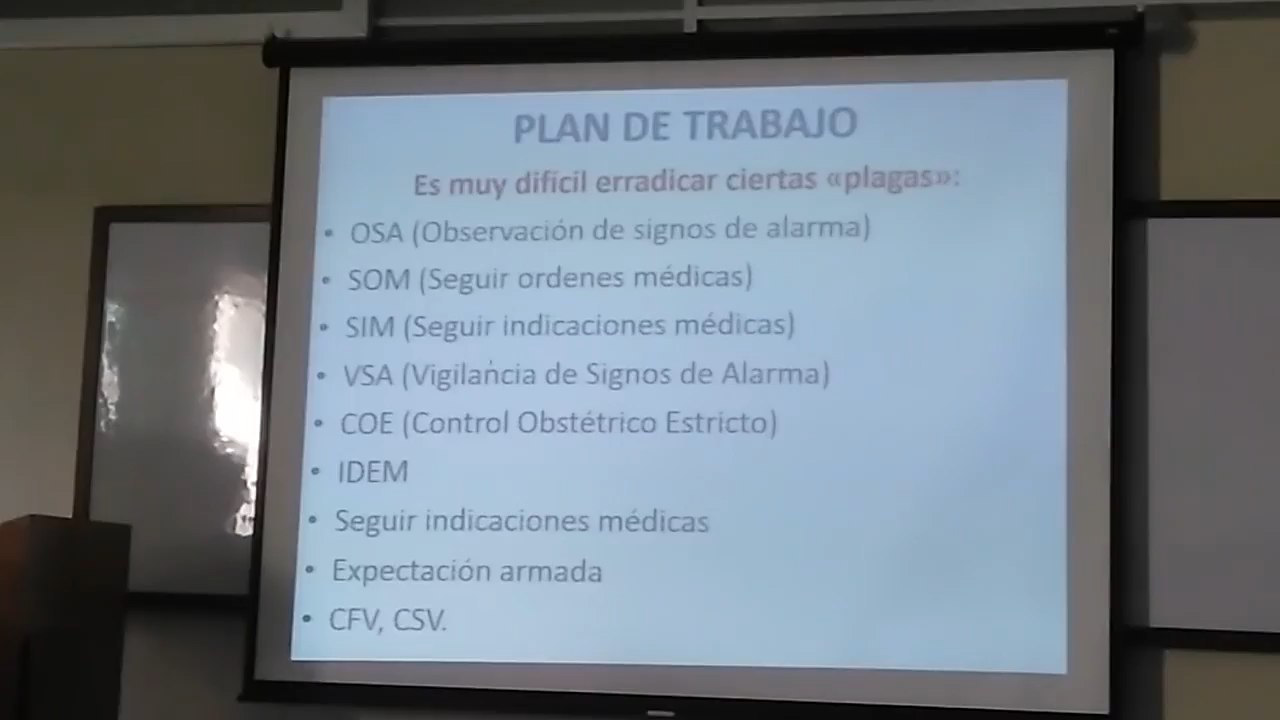 PLAN DE TRABAJO
Es muy difícil erradicar ciertas «plagas»:
• OSA (Observación de signos de alarma)
• SOM (Seguir ordenes médicas)
• SIM (Seguir indicaciones médicas)
• VSA (Vigilancia de Signos de Alarma)
• COE (Control Obstétrico Estricto)
• IDEM
• Seguir indicaciones médicas
• Expectación armada
• CFV, CSV.